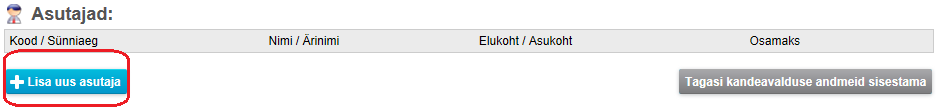 Asutajad:
Kood / Sünniaeg Nimi / Ärinimi Elukoht / Asukoht Osamaks
Lisa uus asutaja Tagasi kandeavalduse andmeid sisestama